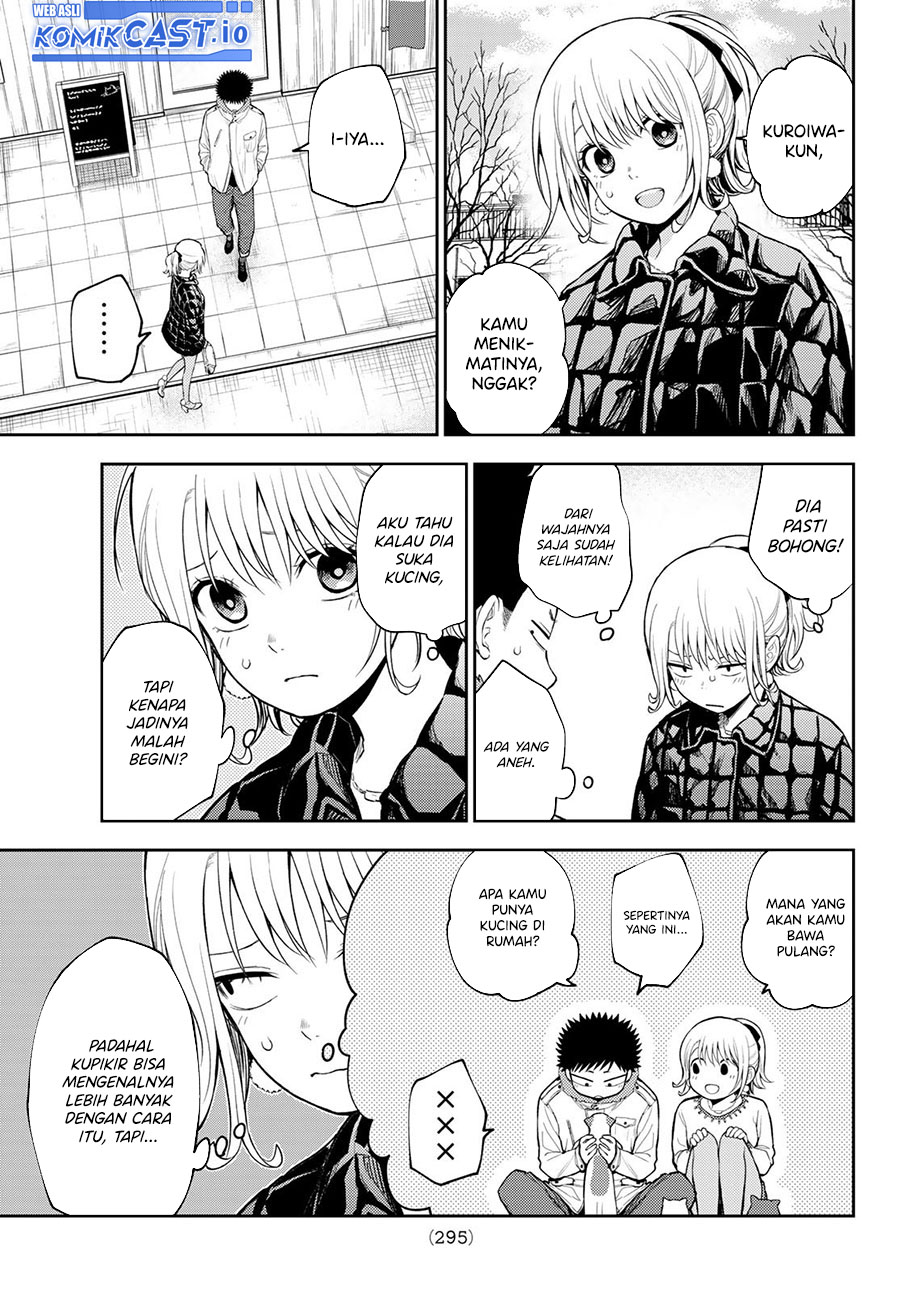 WEB ASLI
KOMIKCAST.io
KUROIWA-
KUN,
KAMU
MENIK-
MATINYA,
NGGAK?
I-IYA...
......
DIA
PASTI
BOHONG!
DARI
WAJAHNYA
SAJA SUDAH
KELIHATAN!
ADA YANG
ANEH.
AKU TAHU
KALAU DIA
SUKA
KUCING,
TAPI
KENAPA
JADINYA
MALAH
BEGINI?
MANA YANG
AKAN KAMU
BAWA
PULANG?
SEPERTINYA
YANG INI...
APA KAMU
PUNYA
KUCING DI
RUMAH?
×
×
×
PADAHAL
KUPIKIR BISA
MENGENALNYA
LEBIH BANYAK
DENGAN CARA
ITU, TAPI...
(295)